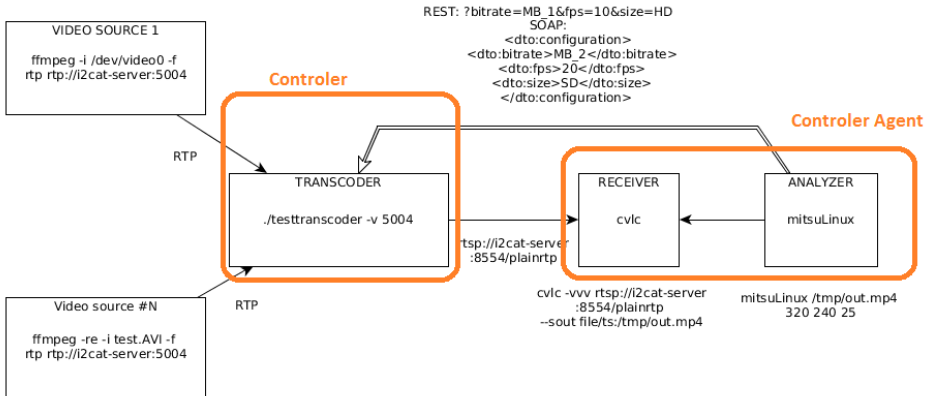 REST: ?bitrate=MB_1&fps=10&size=HD
SOAP:
<dto:configuration>
<dto:bitrate>MB_2</dto:bitrate>
<dto:fps>20</dto:fps>
<dto:size>SD</dto:size>
</dto:configuration>
VIDEO SOURCE 1
ffmpeg -i /dev/video0 -f
rtp rtp://i2cat-server:5004
Controler
Controler Agent
RTP
TRANSCODER
./testtranscoder -v 5004
RECEIVER
cvlc
ANALYZER
mitsuLinux
rtsp://i2cat-server
:8554/plainrtp
RTP
Video source #N
ffmpeg -re -i test.AVI -f
rtp rtp://i2cat-server:5004
cvlc -vvv rtsp://i2cat-server
:8554/plainrtp
--sout file/ts:/tmp/out.mp4
mitsuLinux /tmp/out.mp4
320 240 25